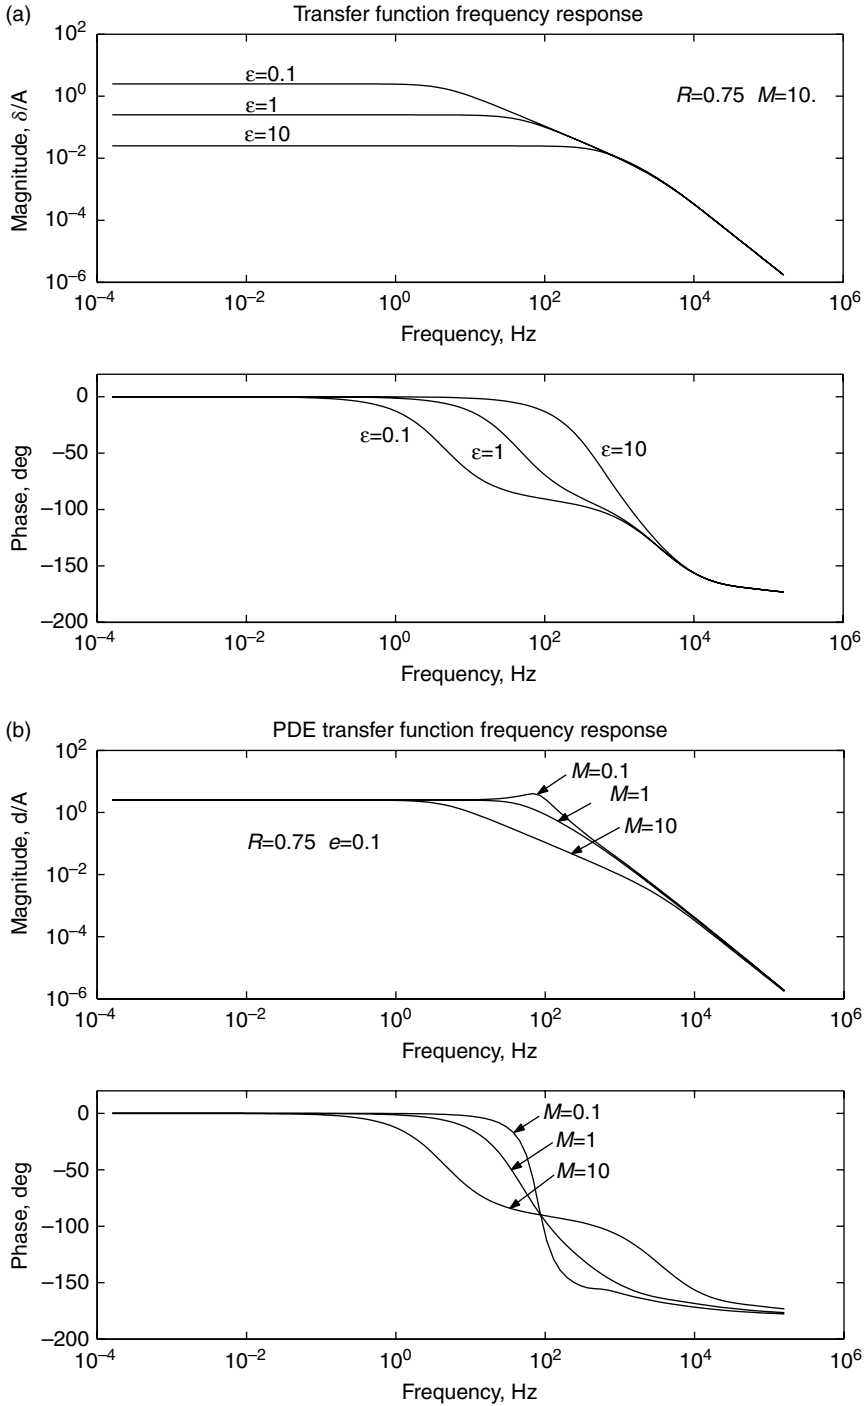 (a)
Transfer function frequency response
10^2
10^0
10^−2
10^−4
10^−6
Magnitude, δ/A
ε=0.1
ε=1
ε=10
R=0.75 M=10.
10^−4 10^−2 10^0 10^2 10^4 10^6
Frequency, Hz
0
−50
−100
−150
−200
Phase, deg
ε=0.1
ε=1
ε=10
10^−4 10^−2 10^0 10^2 10^4 10^6
Frequency, Hz
(b)
PDE transfer function frequency response
10^2
10^0
10^−2
10^−4
10^−6
Magnitude, d/A
M=0.1
M=1
M=10
R=0.75 e=0.1
10^−4 10^−2 10^0 10^2 10^4 10^6
Frequency, Hz
0
−50
−100
−150
−200
Phase, deg
M=0.1
M=1
M=10
10^−4 10^−2 10^0 10^2 10^4 10^6
Frequency, Hz